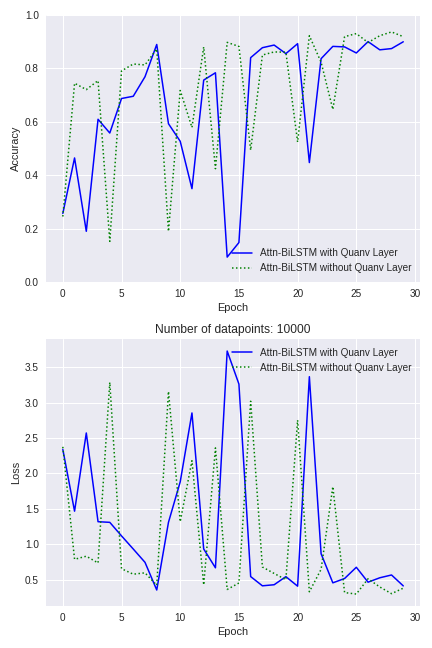 1.0
0.8
0.6
0.4
0.2
0.0
Accuracy
Attn-BiLSTM with Quanv Layer
Attn-BiLSTM without Quanv Layer
0 5 10 15 20 25 30
Epoch
Number of datapoints: 10000
3.5
3.0
2.5
2.0
1.5
1.0
0.5
Loss
Attn-BiLSTM with Quanv Layer
Attn-BiLSTM without Quanv Layer
0 5 10 15 20 25 30
Epoch